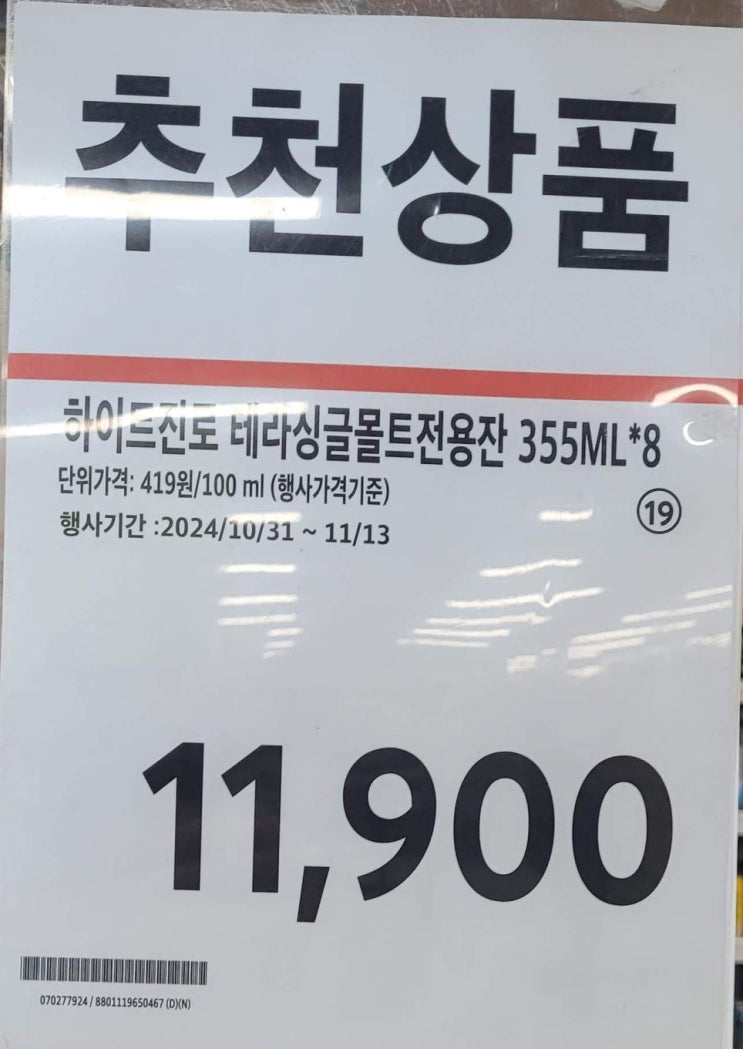 추천상품
하이트진로 테라싱글몰트전용잔 355ML*8
단위가격: 419원/100 ml (행사가격기준)
행사기간 :2024/10/31 ~ 11/13
19
11,900
070277924 / 8801119650467 (D)(N)